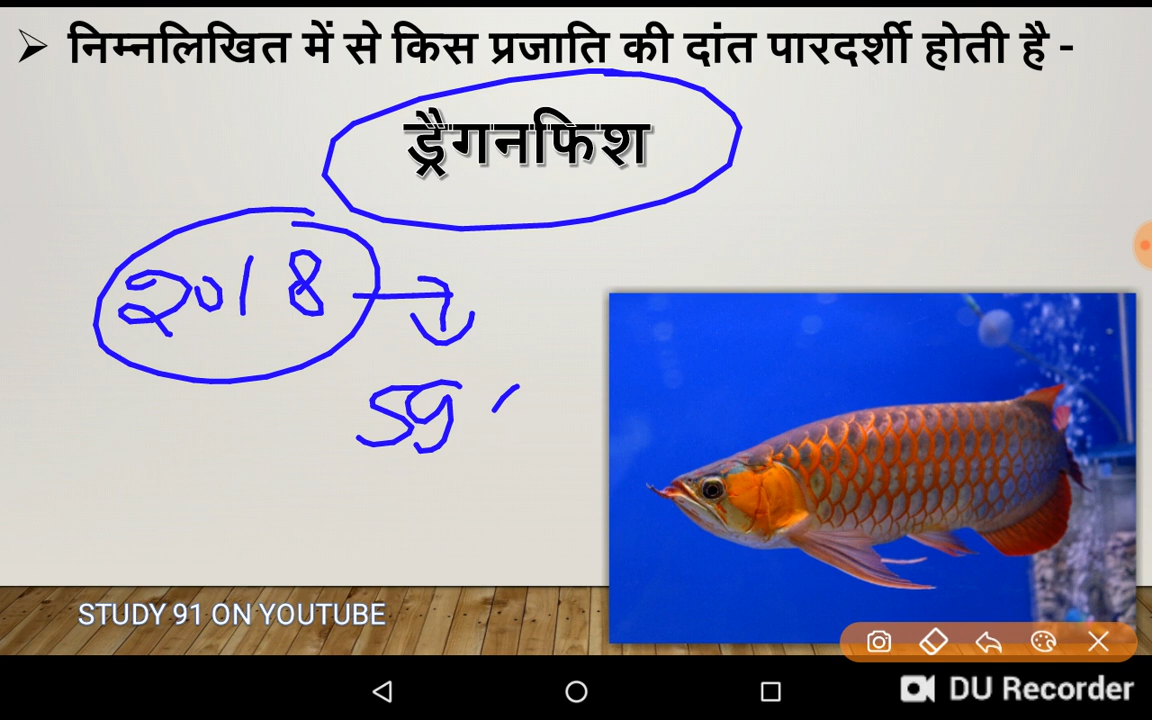 ➢ निम्नलिखित में से किस प्रजाति की दांत पारदर्शी होती है -
ड्रैगनफिश
2018
59
STUDY 91 ON YOUTUBE
DU Recorder